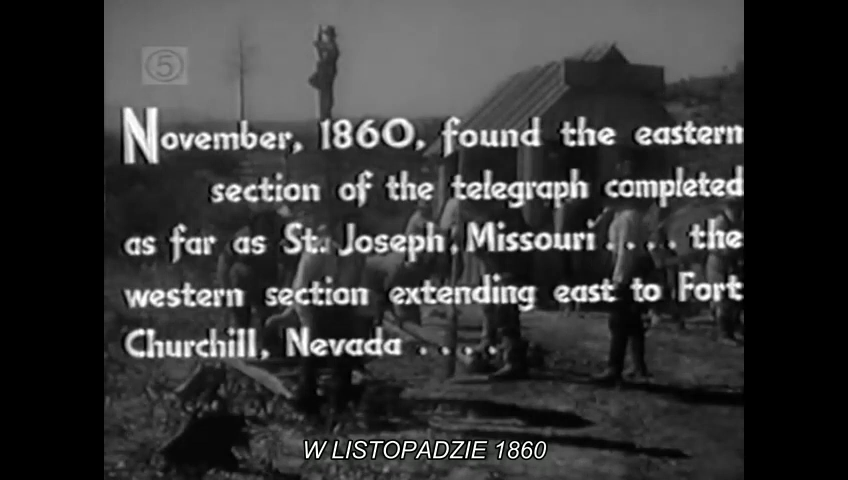 5
November, 1860, found the eastern
section of the telegraph completed
as far as St. Joseph, Missouri .... the
western section extending east to Fort
Churchill, Nevada ....
W LISTOPADZIE 1860